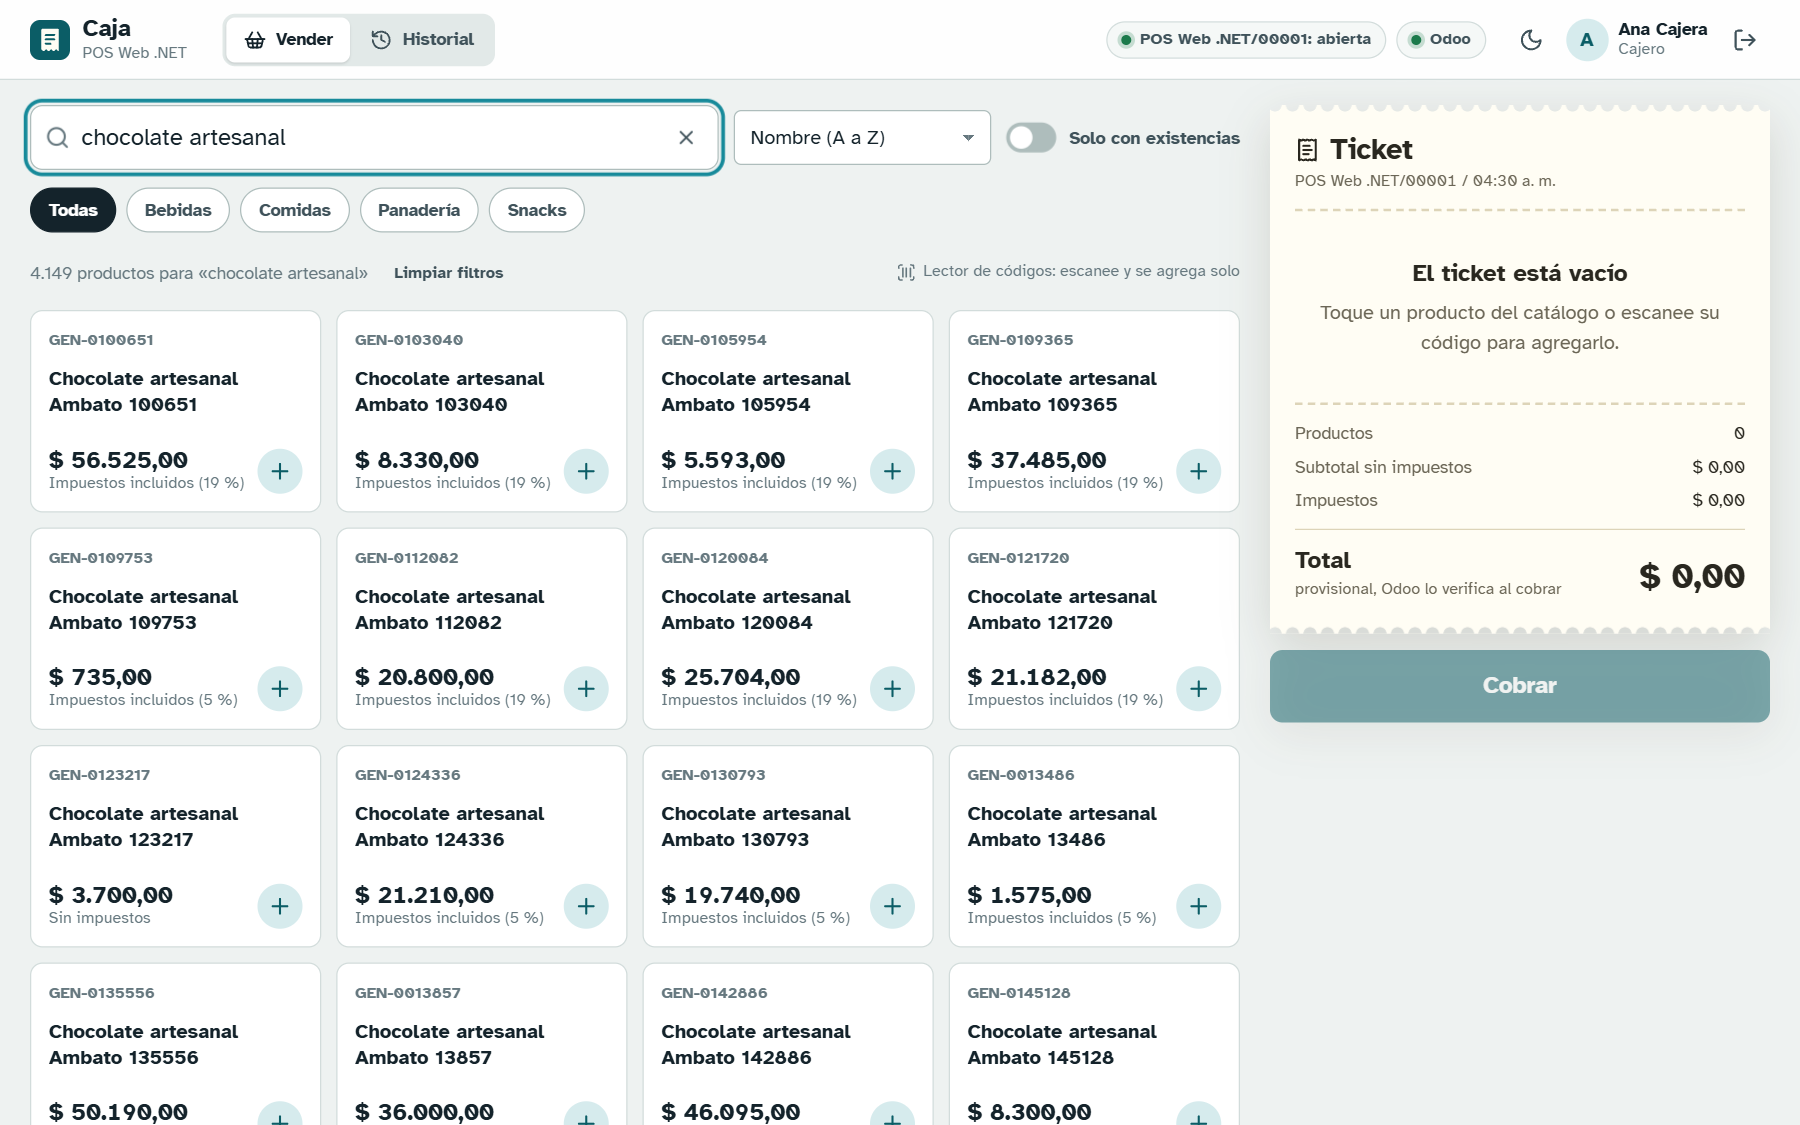 Caja
POS Web .NET
Vender
Historial
POS Web .NET/00001: abierta
Odoo
A
Ana Cajera
Cajero
chocolate artesanal
Nombre (A a Z)
Solo con existencias
Todas
Bebidas
Comidas
Panadería
Snacks
4.149 productos para «chocolate artesanal»
Limpiar filtros
Lector de códigos: escanee y se agrega solo
GEN-0100651
Chocolate artesanal
Ambato 100651
$ 56.525,00
Impuestos incluidos (19 %)
GEN-0103040
Chocolate artesanal
Ambato 103040
$ 8.330,00
Impuestos incluidos (19 %)
GEN-0105954
Chocolate artesanal
Ambato 105954
$ 5.593,00
Impuestos incluidos (19 %)
GEN-0109365
Chocolate artesanal
Ambato 109365
$ 37.485,00
Impuestos incluidos (19 %)
GEN-0109753
Chocolate artesanal
Ambato 109753
$ 735,00
Impuestos incluidos (5 %)
GEN-0112082
Chocolate artesanal
Ambato 112082
$ 20.800,00
Impuestos incluidos (19 %)
GEN-0120084
Chocolate artesanal
Ambato 120084
$ 25.704,00
Impuestos incluidos (19 %)
GEN-0121720
Chocolate artesanal
Ambato 121720
$ 21.182,00
Impuestos incluidos (19 %)
GEN-0123217
Chocolate artesanal
Ambato 123217
$ 3.700,00
Sin impuestos
GEN-0124336
Chocolate artesanal
Ambato 124336
$ 21.210,00
Impuestos incluidos (5 %)
GEN-0130793
Chocolate artesanal
Ambato 130793
$ 19.740,00
Impuestos incluidos (5 %)
GEN-0013486
Chocolate artesanal
Ambato 13486
$ 1.575,00
Impuestos incluidos (5 %)
GEN-0135556
Chocolate artesanal
Ambato 135556
$ 50.190,00
GEN-0013857
Chocolate artesanal
Ambato 13857
$ 36.000,00
GEN-0142886
Chocolate artesanal
Ambato 142886
$ 46.095,00
GEN-0145128
Chocolate artesanal
Ambato 145128
$ 8.300,00
Ticket
POS Web .NET/00001 / 04:30 a. m.
El ticket está vacío
Toque un producto del catálogo o escanee su
código para agregarlo.
Productos 0
Subtotal sin impuestos $ 0,00
Impuestos $ 0,00
Total
provisional, Odoo lo verifica al cobrar
$ 0,00
Cobrar